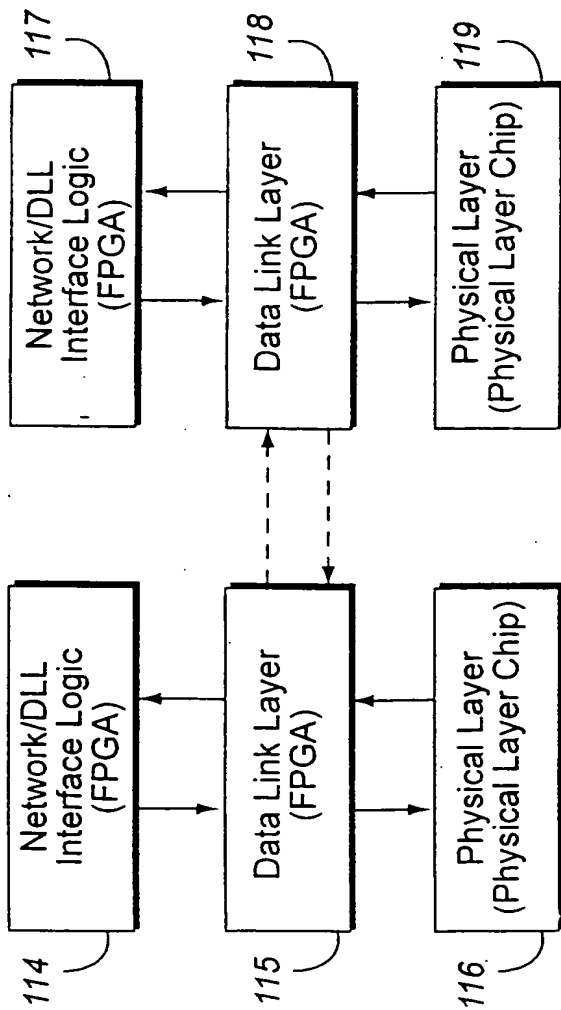 114
Network/DLL
Interface Logic
(FPGA)
Network/DLL
Interface Logic
(FPGA)
117
115
Data Link Layer
(FPGA)
Data Link Layer
(FPGA)
118
116
Physical Layer
(Physical Layer Chip)
Physical Layer
(Physical Layer Chip)
119